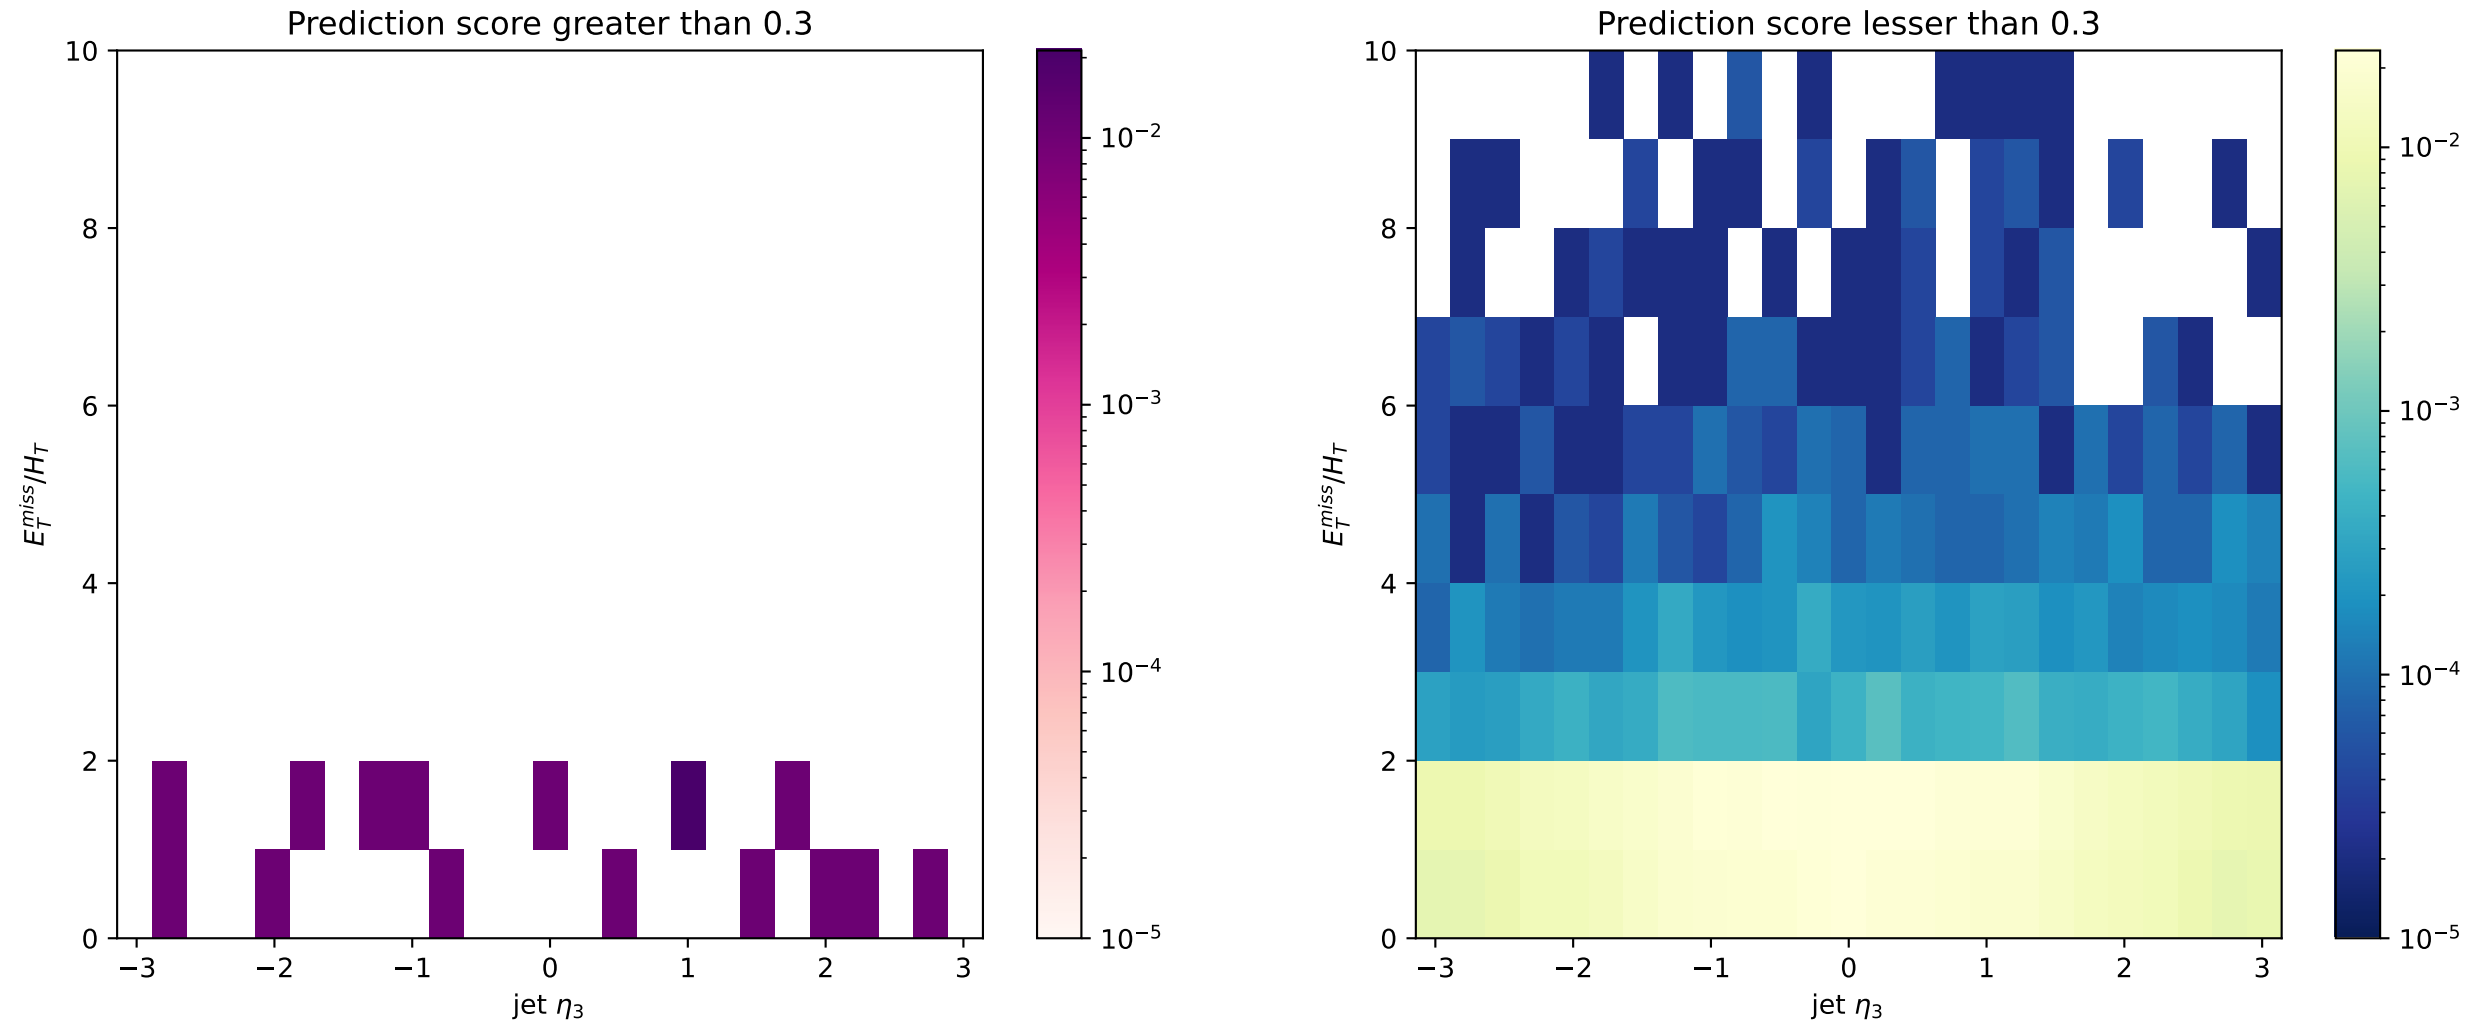 Prediction score greater than 0.3
10
8
6
4
2
0
E_T^{miss}/H_T
−3 −2 −1 0 1 2 3
jet η₃
10⁻²
10⁻³
10⁻⁴
10⁻⁵
Prediction score lesser than 0.3
10
8
6
4
2
0
E_T^{miss}/H_T
−3 −2 −1 0 1 2 3
jet η₃
10⁻²
10⁻³
10⁻⁴
10⁻⁵